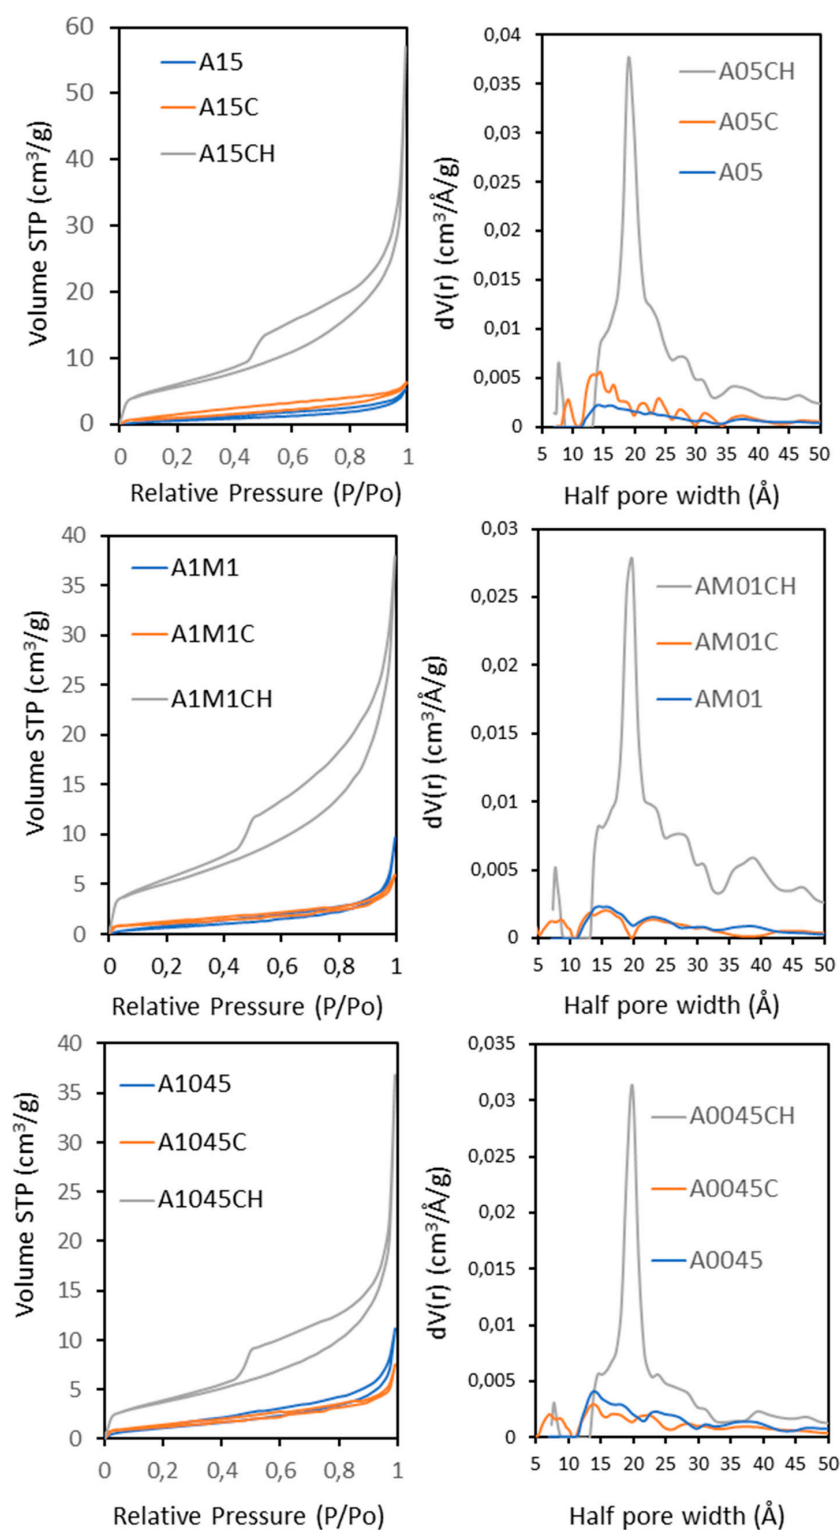 60
50
40
30
20
10
0
Volume STP (cm³/g)
A15
A15C
A15CH
0 0,2 0,4 0,6 0,8 1
Relative Pressure (P/Po)
0,04
0,035
0,03
0,025
0,02
0,015
0,01
0,005
0
dV(r) (cm³/Å/g)
A05CH
A05C
A05
5 10 15 20 25 30 35 40 45 50
Half pore width (Å)
40
35
30
25
20
15
10
5
0
Volume STP (cm³/g)
A1M1
A1M1C
A1M1CH
0 0,2 0,4 0,6 0,8 1
Relative Pressure (P/Po)
0,03
0,025
0,02
0,015
0,01
0,005
0
dV(r) (cm³/Å/g)
AM01CH
AM01C
AM01
5 10 15 20 25 30 35 40 45 50
Half pore width (Å)
40
35
30
25
20
15
10
5
0
Volume STP (cm³/g)
A1045
A1045C
A1045CH
0 0,2 0,4 0,6 0,8 1
Relative Pressure (P/Po)
0,035
0,03
0,025
0,02
0,015
0,01
0,005
0
dV(r) (cm³/Å/g)
A0045CH
A0045C
A0045
5 10 15 20 25 30 35 40 45 50
Half pore width (Å)